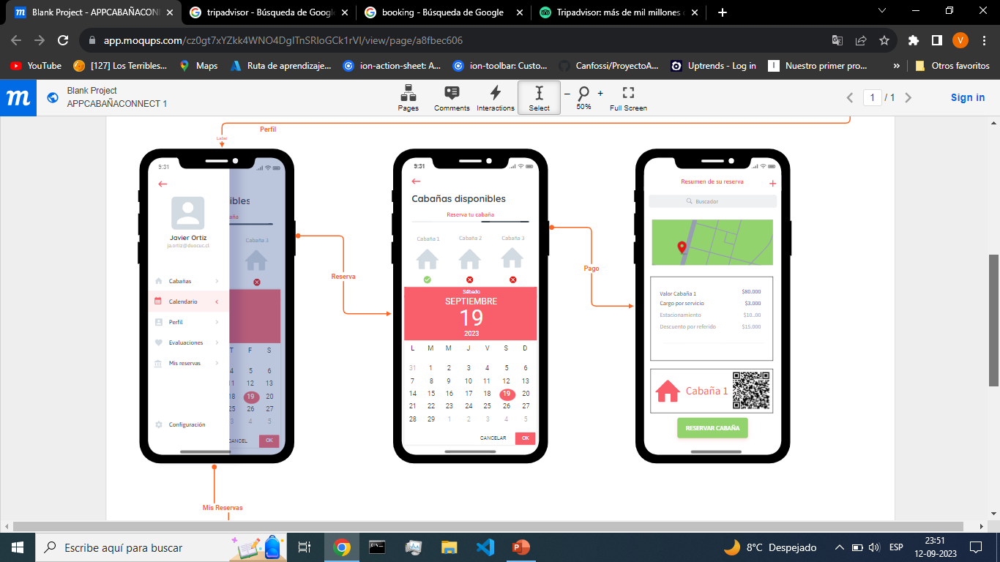 Blank Project - APPCABAÑACONN
tripadvisor - Búsqueda de Google
booking - Búsqueda de Google
Tripadvisor: más de mil millones
app.moqups.com/cz0gt7xYZkk4WNO4DglTnSRIoGCk1rVI/view/page/a8fbec606
V
YouTube
[127] Los Terribles...
Maps
Ruta de aprendizaje...
ion-action-sheet: A...
ion-toolbar: Custo...
Canfossi/ProyectoA...
Uptrends - Log in
Nuestro primer pro...
»
Otros favoritos
m
Blank Project
APPCABAÑACONNECT 1
Pages
Comments
Interactions
Select
50%
Full Screen
1 / 1
Sign in
Perfil
Label
9:31
Javier Ortiz
ja.ortiz@duocuc.cl
Cabañas
Calendario
Perfil
Evaluaciones
Mis reservas
Configuración
ibles
aña
Cabaña 3
T F S
4 5 6
11 12 13
18 19 20
25 26 27
3 4 5
CANCEL OK
Reserva
9:31
Cabañas disponibles
Reserva tu cabaña
Cabaña 1 Cabaña 2 Cabaña 3
Sábado
SEPTIEMBRE
19
2023
L M M J V S D
31 1 2 3 4 5 6
7 8 9 10 11 12 13
14 15 16 17 18 19 20
21 22 23 24 25 26 27
28 29 1 2 3 4 5
CANCELAR OK
Pago
Resumen de su reserva +
Buscador
Valor Cabaña 1 $80.000
Cargo por servicio $3.000
Estacionamiento $10..00
Descuento por referido $15.000
Cabaña 1
RESERVAR CABAÑA
Mis Reservas
Escribe aquí para buscar
8°C Despejado
ESP
23:51
12-09-2023